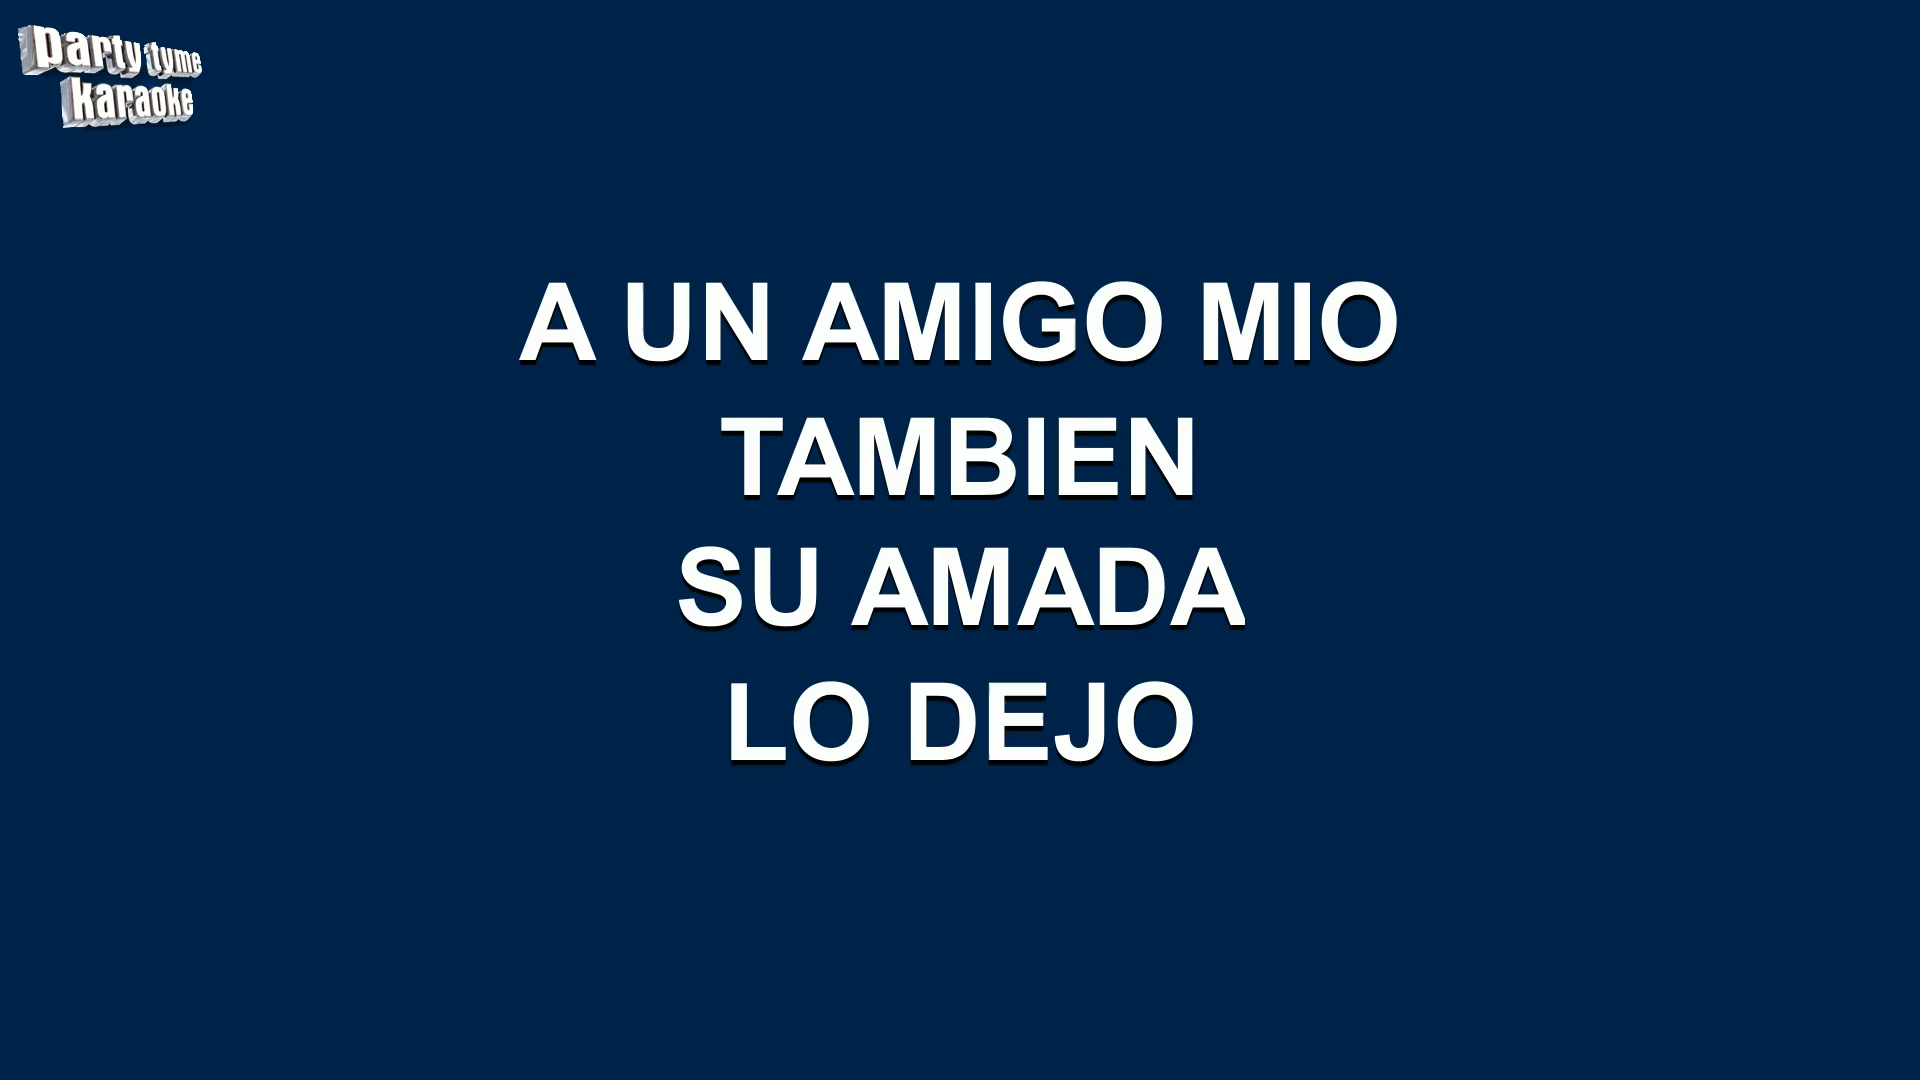 party tyme
karaoke
A UN AMIGO MIO
TAMBIEN
SU AMADA
LO DEJO